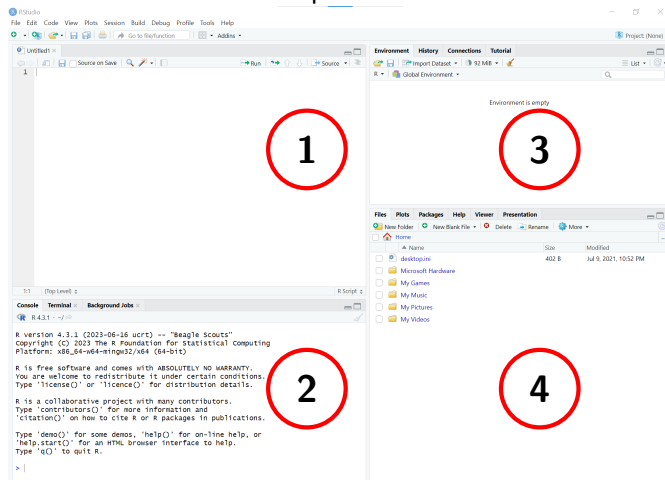 RStudio
File Edit Code View Plots Session Build Debug Profile Tools Help
Go to file/function Addins Project: (None)
Untitled1
Source on Save Run Source
1
1
1:1 (Top Level) R Script
Console Terminal Background Jobs
R 4.3.1 · ~/
R version 4.3.1 (2023-06-16 ucrt) -- "Beagle Scouts"
Copyright (C) 2023 The R Foundation for Statistical Computing
Platform: x86_64-w64-mingw32/x64 (64-bit)
R is free software and comes with ABSOLUTELY NO WARRANTY.
You are welcome to redistribute it under certain conditions.
Type 'license()' or 'licence()' for distribution details.
R is a collaborative project with many contributors.
Type 'contributors()' for more information and
'citation()' on how to cite R or R packages in publications.
Type 'demo()' for some demos, 'help()' for on-line help, or
'help.start()' for an HTML browser interface to help.
Type 'q()' to quit R.
>
2
Environment History Connections Tutorial
Import Dataset 92 MiB List
R Global Environment
Environment is empty
3
Files Plots Packages Help Viewer Presentation
New Folder New Blank File Delete Rename More
Home
Name Size Modified
desktop.ini 402 B Jul 9, 2021, 10:52 PM
Microsoft Hardware
My Games
My Music
My Pictures
My Videos
4